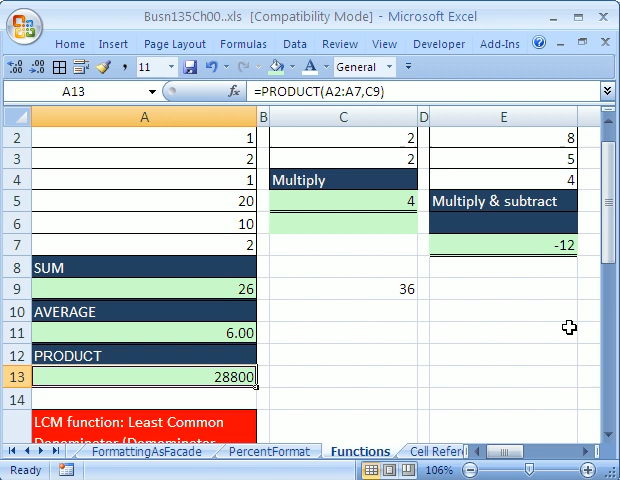 Busn135Ch00..xls [Compatibility Mode] - Microsoft Excel
Home Insert Page Layout Formulas Data Review View Developer Add-Ins
11 General
A13 fx =PRODUCT(A2:A7,C9)
A B C D E
2 1 2 8
3 2 2 5
4 1 Multiply 4
5 20 4 Multiply & subtract
6 10
7 2 -12
8 SUM
9 26 36
10 AVERAGE
11 6.00
12 PRODUCT
13 28800
14
LCM function: Least Common
Denominator (Demominator
FormattingAsFacade PercentFormat Functions Cell Refere
Ready 106%